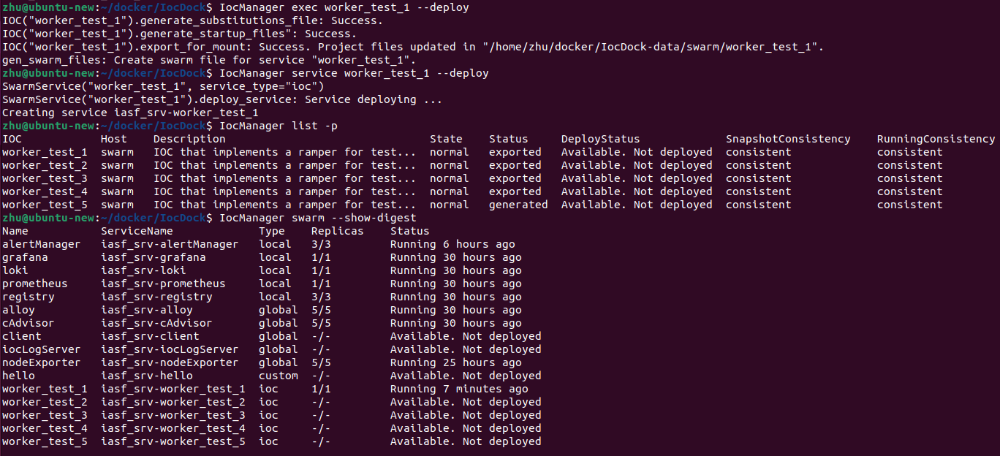 zhu@ubuntu-new:~/docker/IocDock$ IocManager exec worker_test_1 --deploy
IOC("worker_test_1").generate_substitutions_file: Success.
IOC("worker_test_1").generate_startup_files": Success.
IOC("worker_test_1").export_for_mount: Success. Project files updated in "/home/zhu/docker/IocDock-data/swarm/worker_test_1".
gen_swarm_files: Create swarm file for service "worker_test_1".
zhu@ubuntu-new:~/docker/IocDock$ IocManager service worker_test_1 --deploy
SwarmService("worker_test_1", service_type="ioc")
SwarmService("worker_test_1").deploy_service: Service deploying ...
Creating service iasf_srv-worker_test_1
zhu@ubuntu-new:~/docker/IocDock$ IocManager list -p
IOC            Host    Description                               State   Status     DeployStatus             SnapshotConsistency    RunningConsistency
worker_test_1  swarm   IOC that implements a ramper for test...  normal   exported   Available. Not deployed  consistent             consistent
worker_test_2  swarm   IOC that implements a ramper for test...  normal   exported   Available. Not deployed  consistent             consistent
worker_test_3  swarm   IOC that implements a ramper for test...  normal   exported   Available. Not deployed  consistent             consistent
worker_test_4  swarm   IOC that implements a ramper for test...  normal   exported   Available. Not deployed  consistent             consistent
worker_test_5  swarm   IOC that implements a ramper for test...  normal   generated  Available. Not deployed  consistent             consistent
zhu@ubuntu-new:~/docker/IocDock$ IocManager swarm --show-digest
Name           ServiceName             Type    Replicas    Status
alertManager   iasf_srv-alertManager   local   3/3         Running 6 hours ago
grafana        iasf_srv-grafana        local   1/1         Running 30 hours ago
loki           iasf_srv-loki           local   1/1         Running 30 hours ago
prometheus     iasf_srv-prometheus     local   1/1         Running 30 hours ago
registry       iasf_srv-registry       local   3/3         Running 30 hours ago
alloy          iasf_srv-alloy          global  5/5         Running 30 hours ago
cAdvisor       iasf_srv-cAdvisor       global  5/5         Running 30 hours ago
client         iasf_srv-client         global  -/-         Available. Not deployed
iocLogServer   iasf_srv-iocLogServer   global  -/-         Available. Not deployed
nodeExporter   iasf_srv-nodeExporter   global  5/5         Running 25 hours ago
hello          iasf_srv-hello          custom  -/-         Available. Not deployed
worker_test_1  iasf_srv-worker_test_1  ioc     1/1         Running 7 minutes ago
worker_test_2  iasf_srv-worker_test_2  ioc     -/-         Available. Not deployed
worker_test_3  iasf_srv-worker_test_3  ioc     -/-         Available. Not deployed
worker_test_4  iasf_srv-worker_test_4  ioc     -/-         Available. Not deployed
worker_test_5  iasf_srv-worker_test_5  ioc     -/-         Available. Not deployed